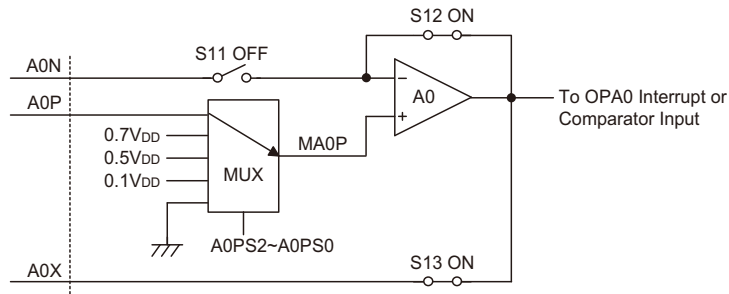 S12 ON
S11 OFF
A0N
−
A0
A0P
+
To OPA0 Interrupt or
Comparator Input
0.7VDD
0.5VDD
0.1VDD
MA0P
MUX
A0PS2~A0PS0
A0X
S13 ON